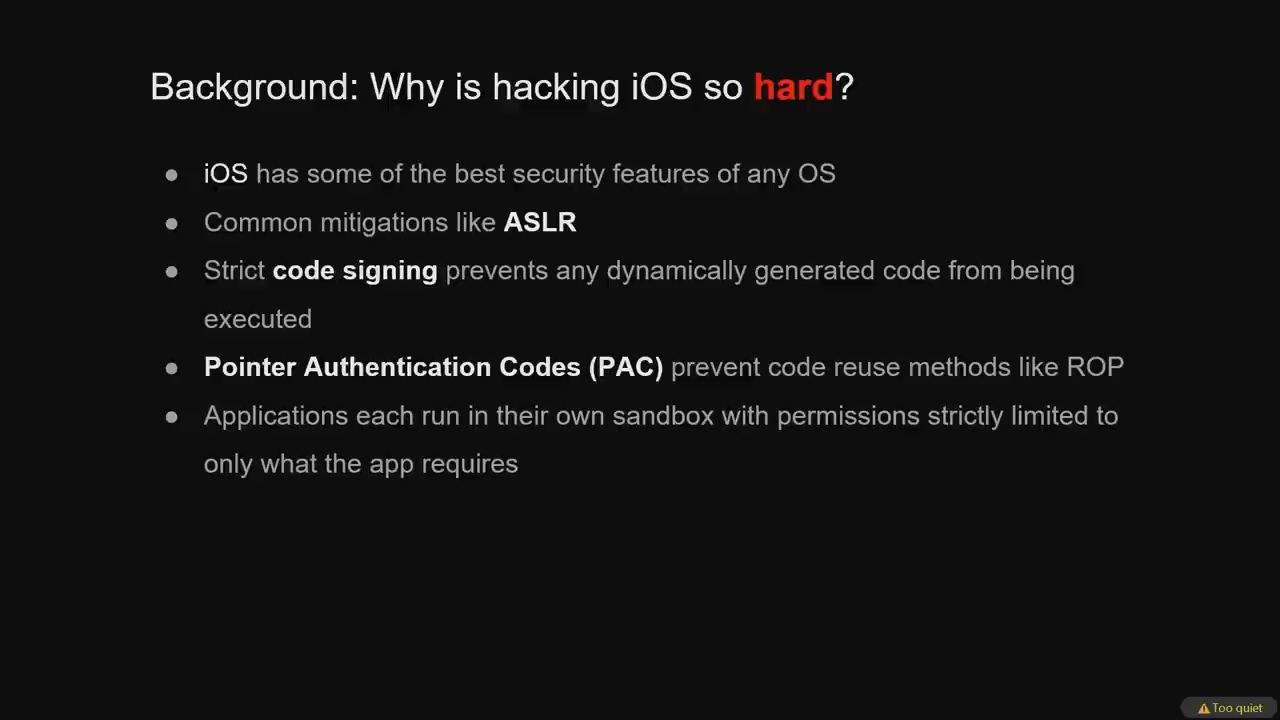 Background: Why is hacking iOS so hard?
● iOS has some of the best security features of any OS
● Common mitigations like ASLR
● Strict code signing prevents any dynamically generated code from being
executed
● Pointer Authentication Codes (PAC) prevent code reuse methods like ROP
● Applications each run in their own sandbox with permissions strictly limited to
only what the app requires
Too quiet